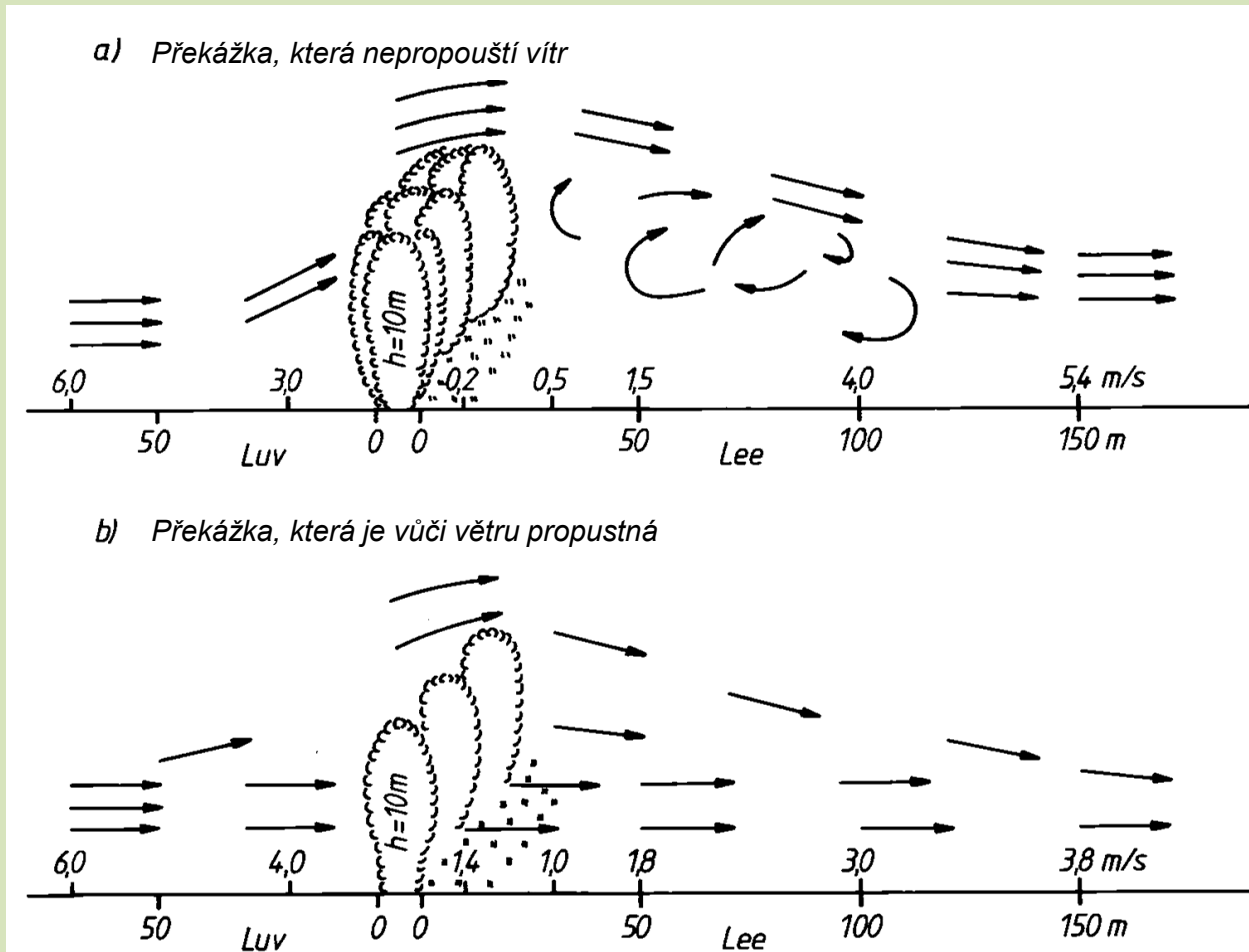 a) Překážka, která nepropouští vítr
h=10m
6,0 3,0 0,2 0,5 1,5 4,0 5,4 m/s
50 Luv 0 0 50 Lee 100 150 m
b) Překážka, která je vůči větru propustná
h=10m
6,0 4,0 1,4 1,0 1,8 3,0 3,8 m/s
50 Luv 0 0 50 Lee 100 150 m